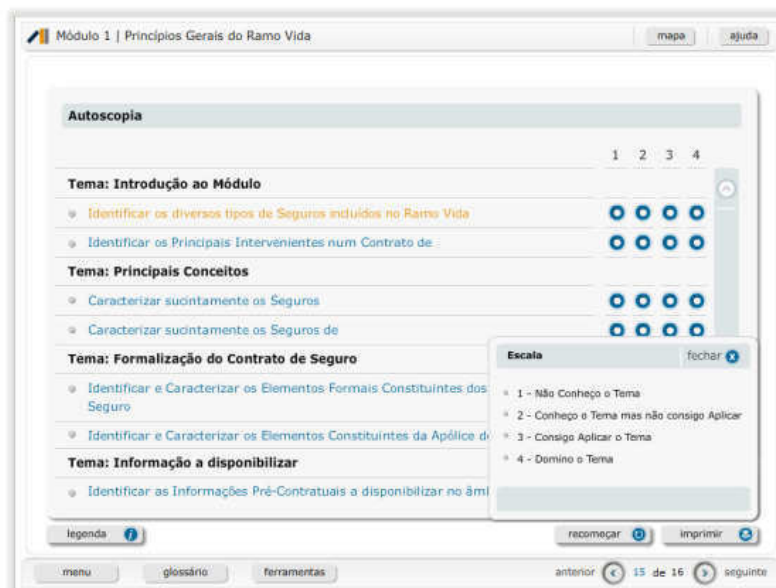 Módulo 1 | Princípios Gerais do Ramo Vida
mapa
ajuda
Autoscopia
1 2 3 4
Tema: Introdução ao Módulo
Identificar os diversos tipos de Seguros incluídos no Ramo Vida
Identificar os Principais Intervenientes num Contrato de
Tema: Principais Conceitos
Caracterizar sucintamente os Seguros
Caracterizar sucintamente os Seguros de
Tema: Formalização do Contrato de Seguro
Identificar e Caracterizar os Elementos Formais Constituintes dos
Seguro
Identificar e Caracterizar os Elementos Constituintes da Apólice
Tema: Informação a disponibilizar
Identificar as Informações Pré-Contratuais a disponibilizar no
Escala
fechar
1 - Não Conheço o Tema
2 - Conheço o Tema mas não consigo Aplicar
3 - Consigo Aplicar o Tema
4 - Domino o Tema
legenda
recomeçar
imprimir
menu
glossário
ferramentas
anterior 15 de 16 seguinte